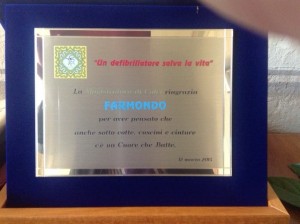 "Un defibrillatore salva la vita"
La ringrazia
FARMONDO
per aver pensato che
anche sotto cotte, cuscini e cinture
c'è un Cuore che Batte.